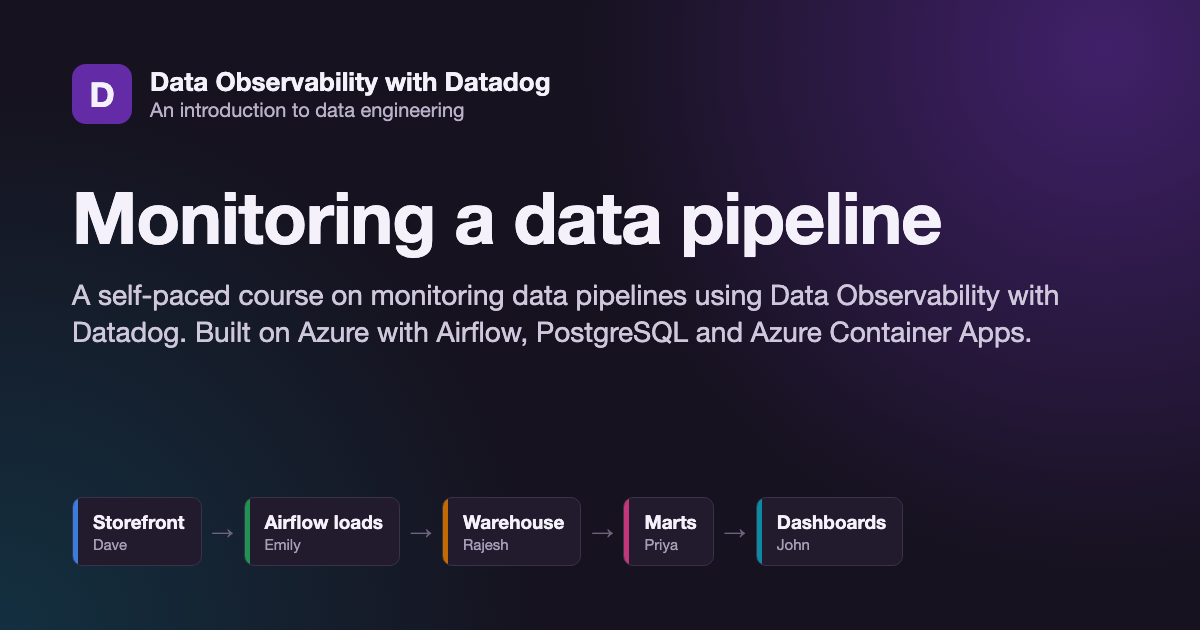 D
Data Observability with Datadog
An introduction to data engineering
Monitoring a data pipeline
A self-paced course on monitoring data pipelines using Data Observability with
Datadog. Built on Azure with Airflow, PostgreSQL and Azure Container Apps.
Storefront
Dave
→
Airflow loads
Emily
→
Warehouse
Rajesh
→
Marts
Priya
→
Dashboards
John